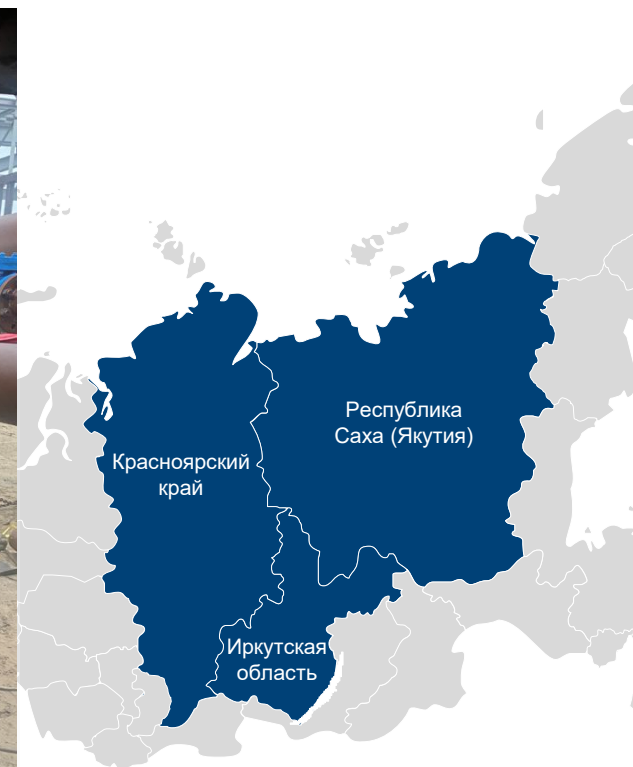 Республика
Саха (Якутия)
Красноярский
край
Иркутская
область